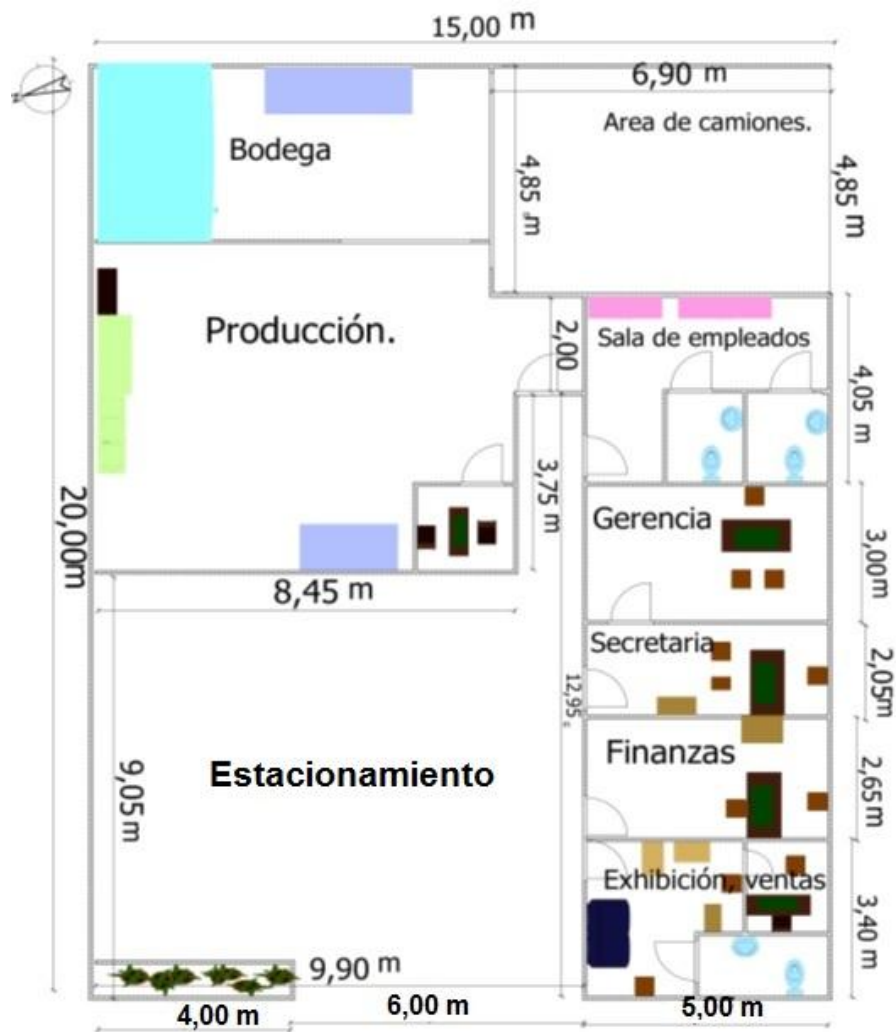 15,00 m
6,90 m
Area de camiones.
Bodega
4,85 m
4,85 m
Producción.
2,00
Sala de empleados
4,05 m
3,75 m
20,00m
Gerencia
3,00m
8,45 m
Secretaria
2,05m
12,95
Estacionamiento
Finanzas
2,65 m
9,05 m
Exhibición, ventas
3,40 m
9,90 m
4,00 m
6,00 m
5,00 m